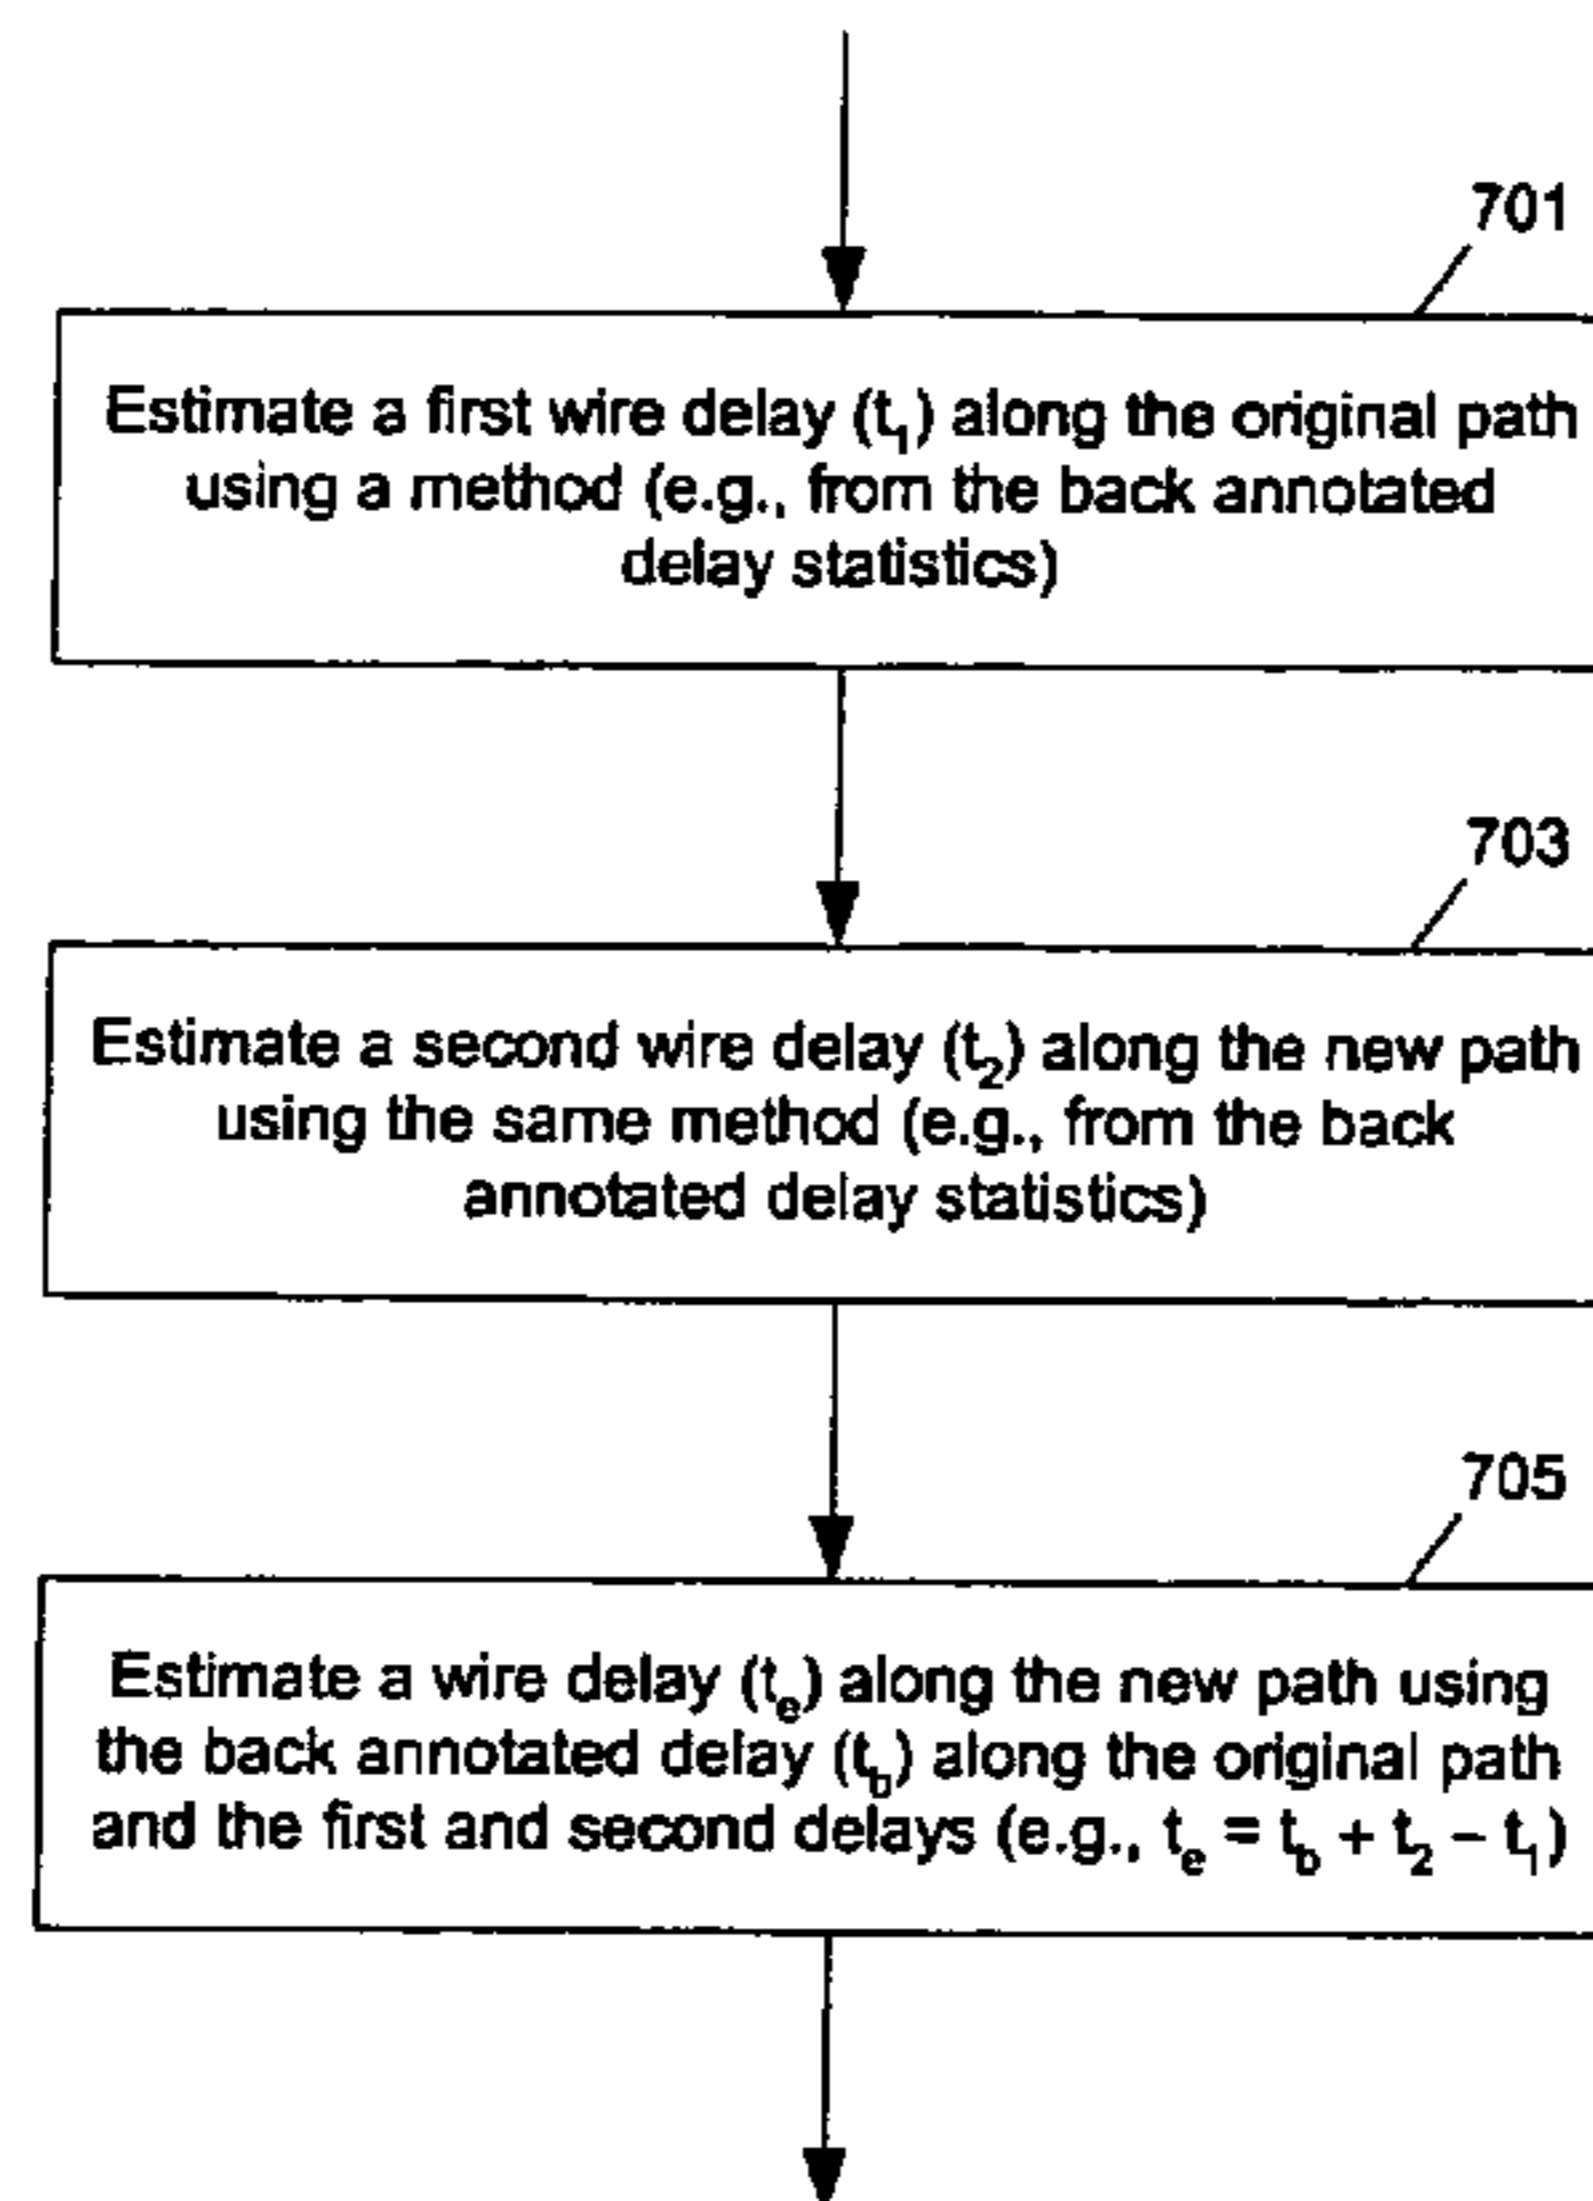 701
Estimate a first wire delay (t₁) along the original path
using a method (e.g., from the back annotated
delay statistics)
703
Estimate a second wire delay (t₂) along the new path
using the same method (e.g., from the back
annotated delay statistics)
705
Estimate a wire delay (tₑ) along the new path using
the back annotated delay (t_b) along the original path
and the first and second delays (e.g., tₑ = t_b + t₂ – t₁)